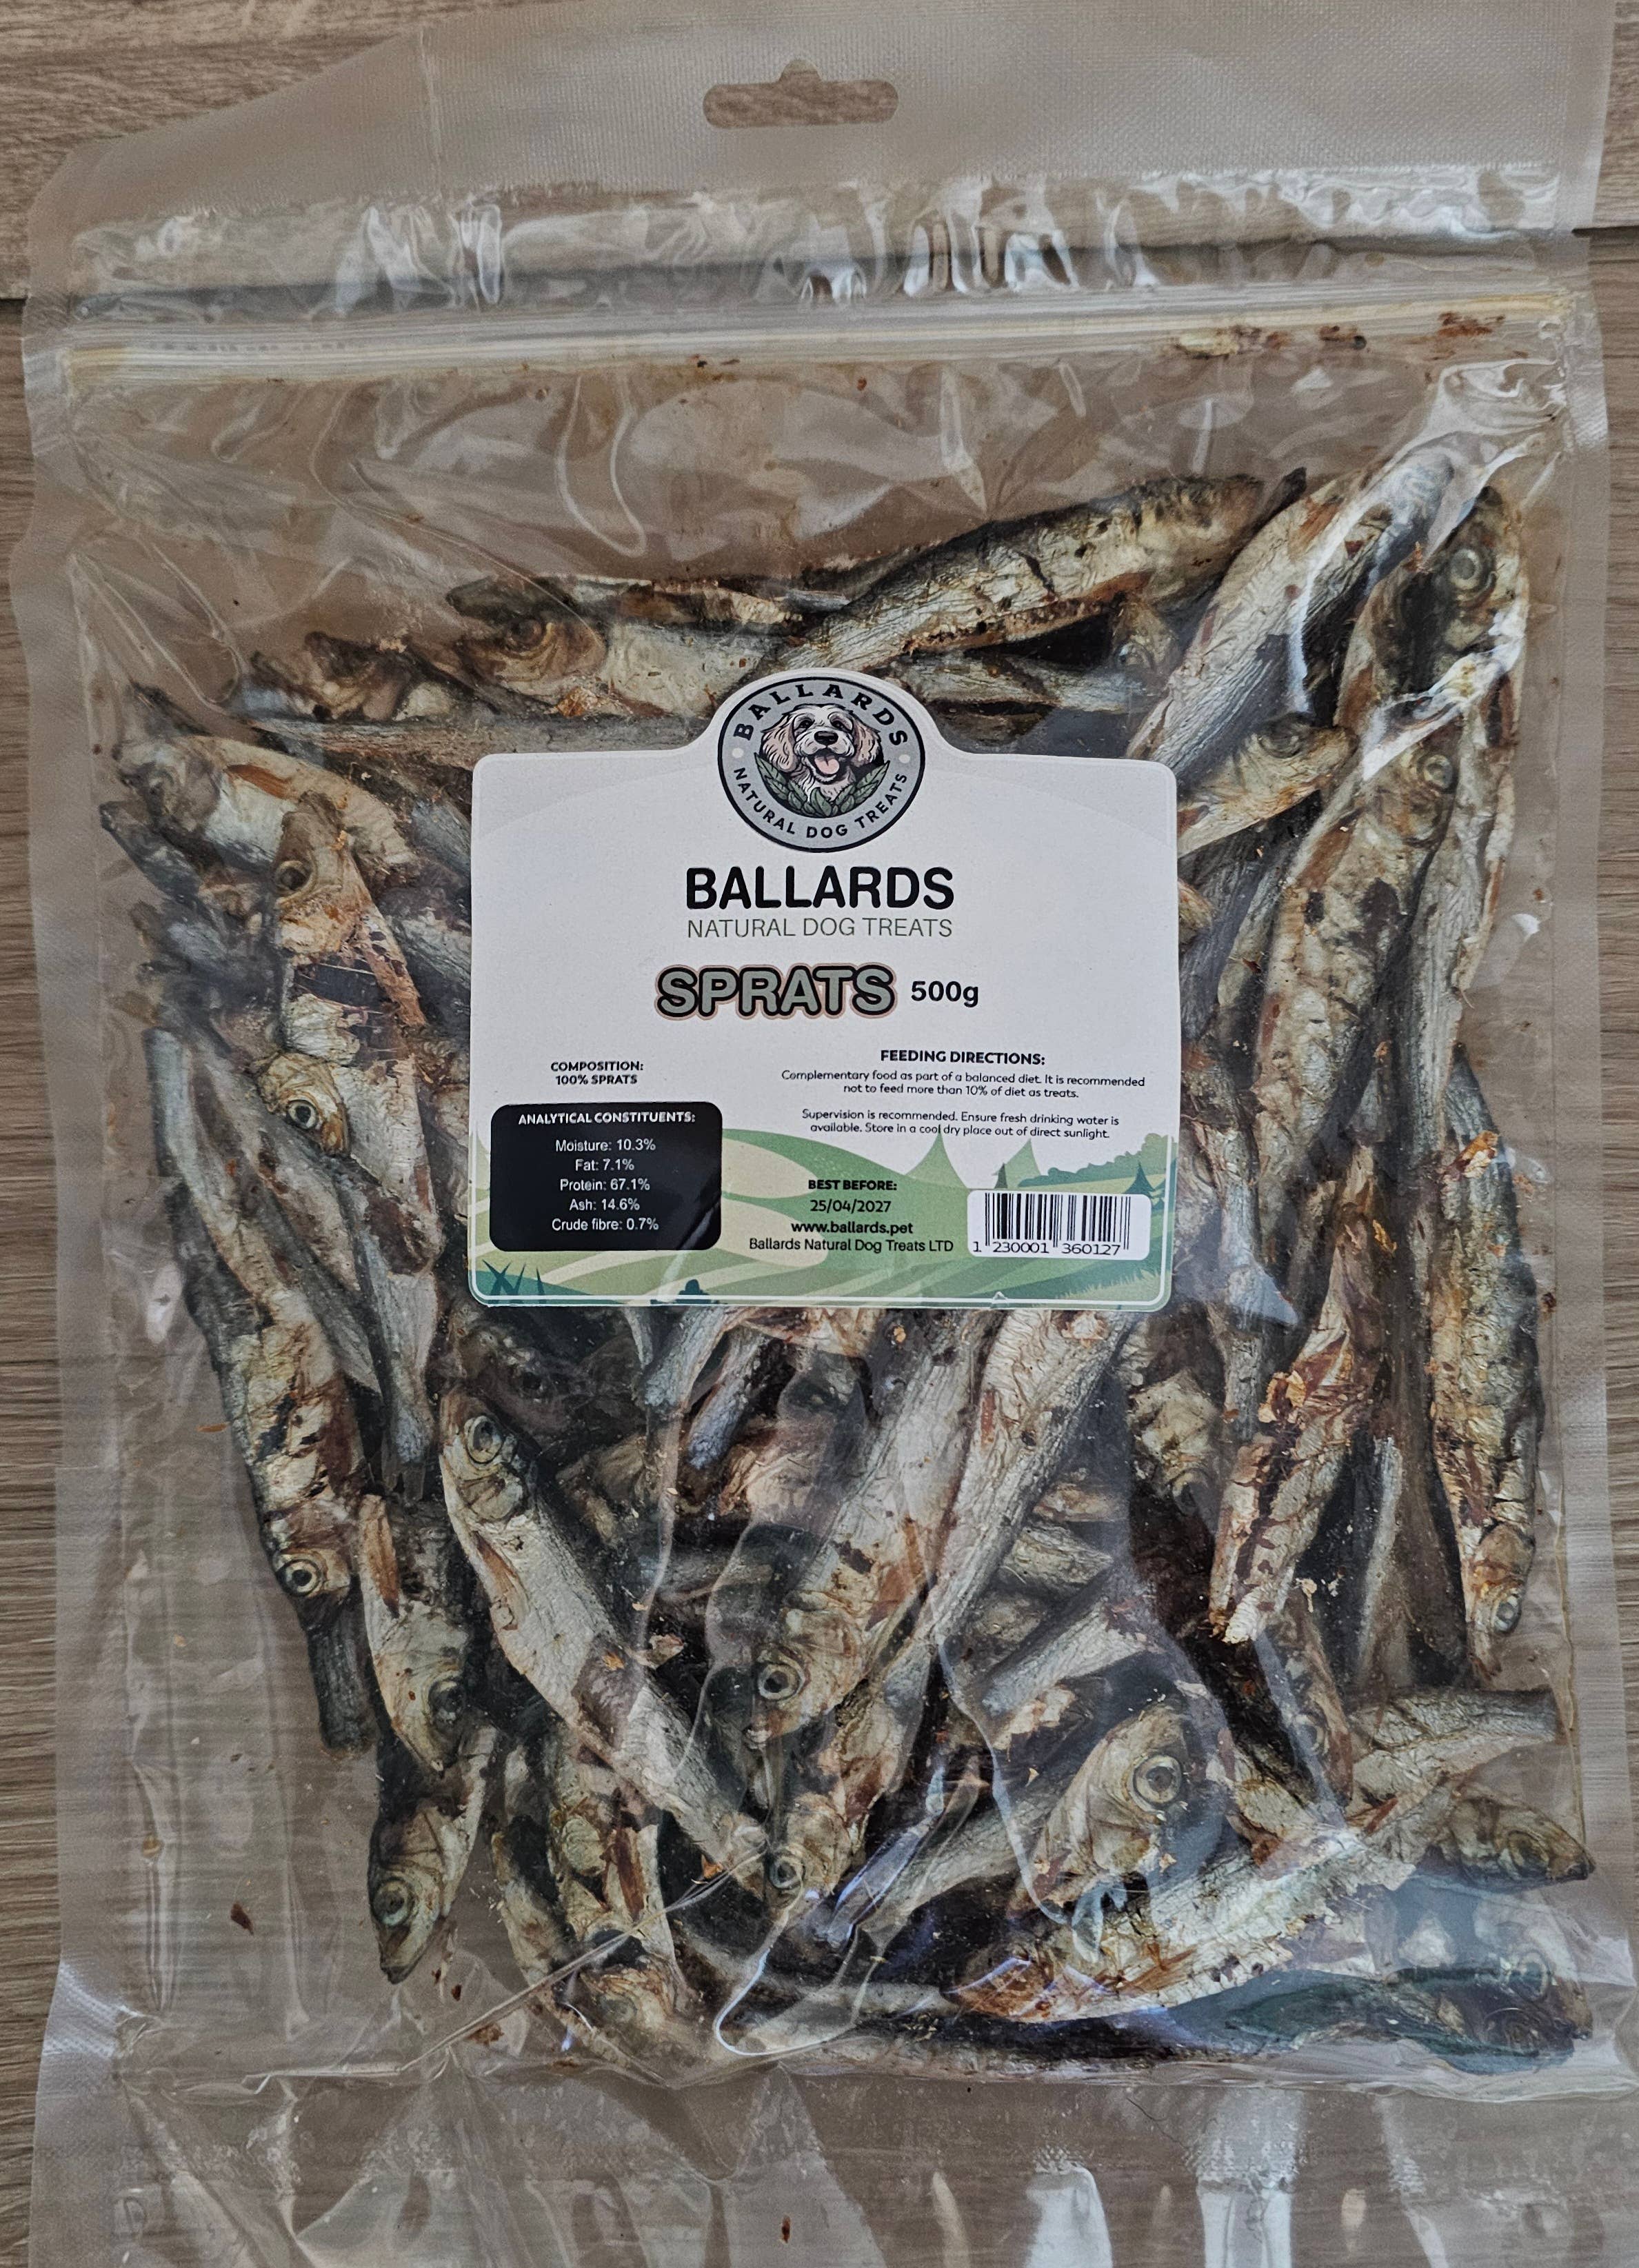 BALLARDS
NATURAL DOG TREATS
BALLARDS
NATURAL DOG TREATS
SPRATS 500g
COMPOSITION:
100% SPRATS
ANALYTICAL CONSTITUENTS:
Moisture: 10.3%
Fat: 7.1%
Protein: 67.1%
Ash: 14.6%
Crude fibre: 0.7%
FEEDING DIRECTIONS:
Complementary food as part of a balanced diet. It is recommended
not to feed more than 10% of diet as treats.
Supervision is recommended. Ensure fresh drinking water is
available. Store in a cool dry place out of direct sunlight.
BEST BEFORE:
25/04/2027
www.ballards.pet
Ballards Natural Dog Treats LTD
1 230001 360127